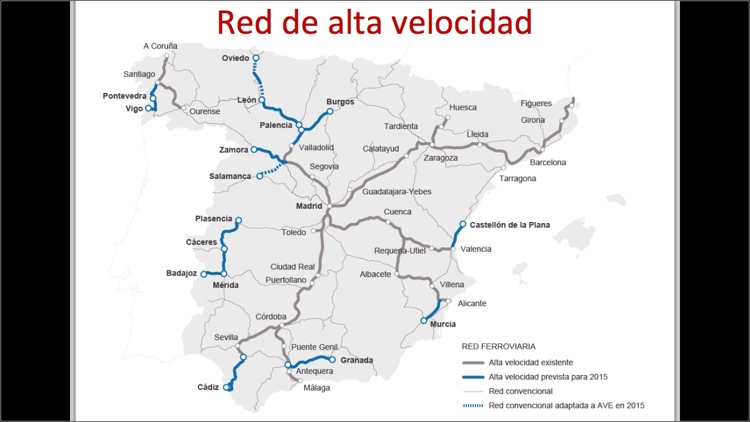 Red de alta velocidad
A Coruña
Oviedo
Santiago
Pontevedra
Vigo
Ourense
León
Burgos
Palencia
Valladolid
Zamora
Segovia
Salamanca
Huesca
Tardienta
Figueres
Girona
Lleida
Calatayud
Zaragoza
Barcelona
Tarragona
Guadalajara-Yebes
Madrid
Plasencia
Toledo
Cuenca
Castellón de la Plana
Cáceres
Requena-Utiel
Valencia
Badajoz
Mérida
Ciudad Real
Puertollano
Albacete
Villena
Alicante
Murcia
Córdoba
Sevilla
Puente Genil
Granada
Antequera
Cádiz
Málaga
RED FERROVIARIA
Alta velocidad existente
Alta velocidad prevista para 2015
Red convencional
Red convencional adaptada a AVE en 2015